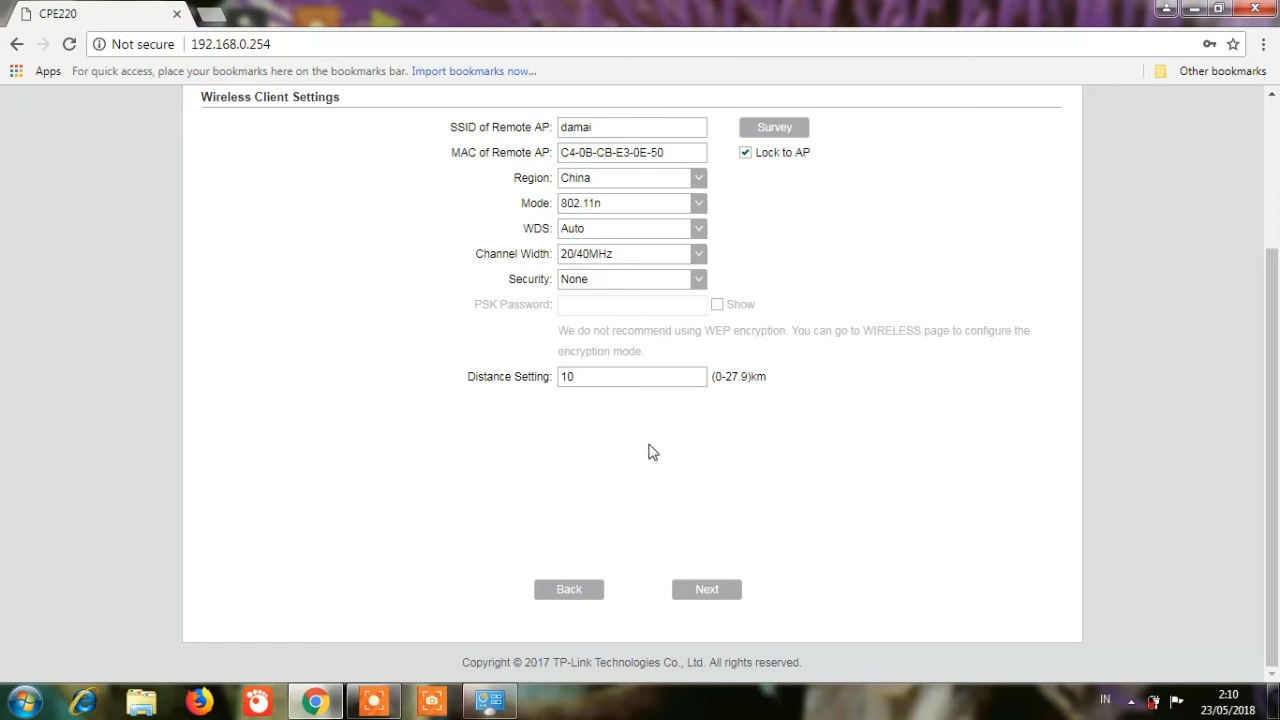 CPE220
Not secure 192.168.0.254
Apps For quick access, place your bookmarks here on the bookmarks bar. Import bookmarks now... Other bookmarks
Wireless Client Settings
SSID of Remote AP: damai Survey
MAC of Remote AP: C4-0B-CB-E3-0E-50 Lock to AP
Region: China
Mode: 802.11n
WDS: Auto
Channel Width: 20/40MHz
Security: None
PSK Password: Show
We do not recommend using WEP encryption. You can go to WIRELESS page to configure the
encryption mode.
Distance Setting: 10 (0-27.9)km
Back Next
Copyright © 2017 TP-Link Technologies Co., Ltd. All rights reserved.
IN 2:10
23/05/2018